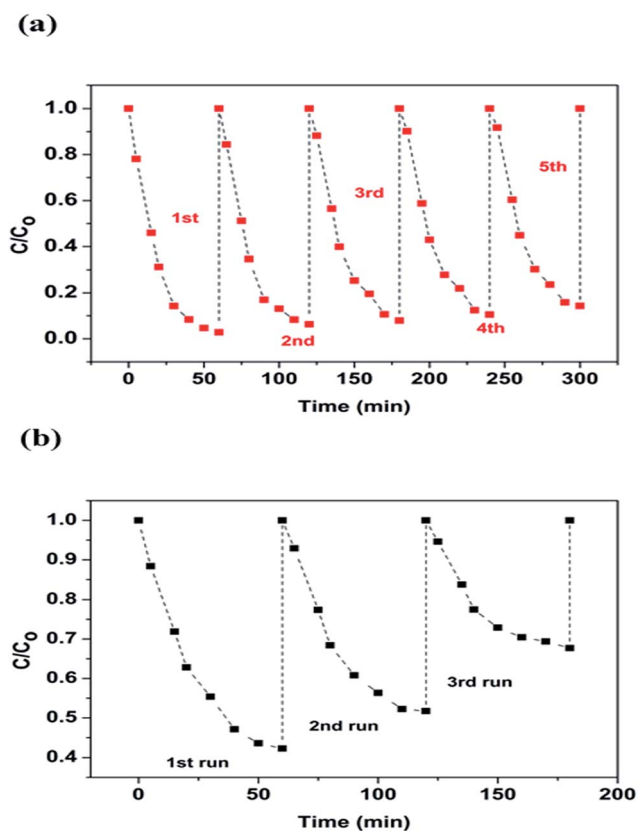 (a)
1.0
0.8
0.6
0.4
0.2
0.0
C/C0
1st
2nd
3rd
4th
5th
0 50 100 150 200 250 300
Time (min)
(b)
1.0
0.9
0.8
0.7
0.6
0.5
0.4
C/C0
1st run
2nd run
3rd run
0 50 100 150 200
Time (min)